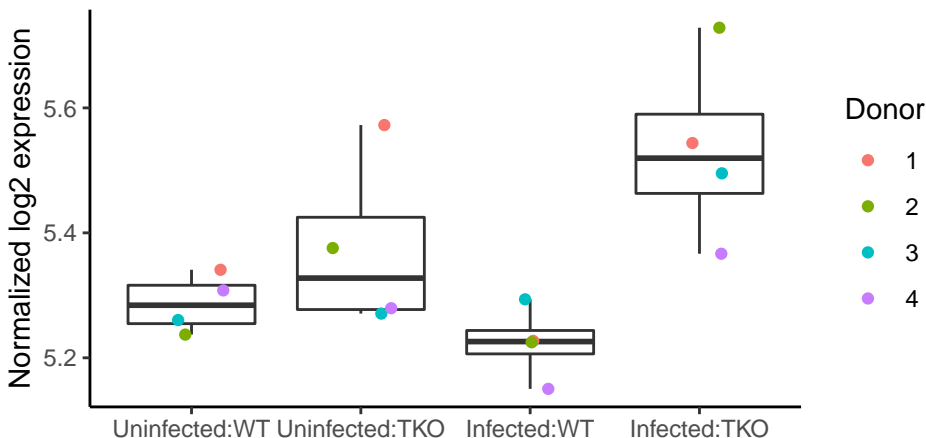 Normalized log2 expression
5.6
5.4
5.2
Uninfected:WT Uninfected:TKO Infected:WT Infected:TKO
Donor
1
2
3
4